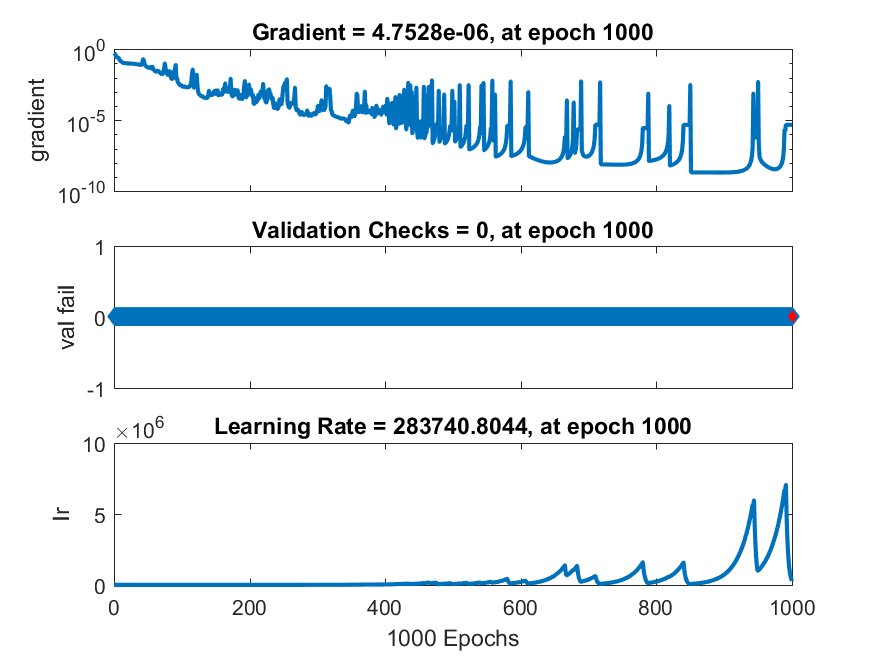 Gradient = 4.7528e-06, at epoch 1000
10^0
gradient
10^-5
10^-10
Validation Checks = 0, at epoch 1000
1
val fail
0
-1
Learning Rate = 283740.8044, at epoch 1000
×10^6
10
lr
5
0
0 200 400 600 800 1000
1000 Epochs